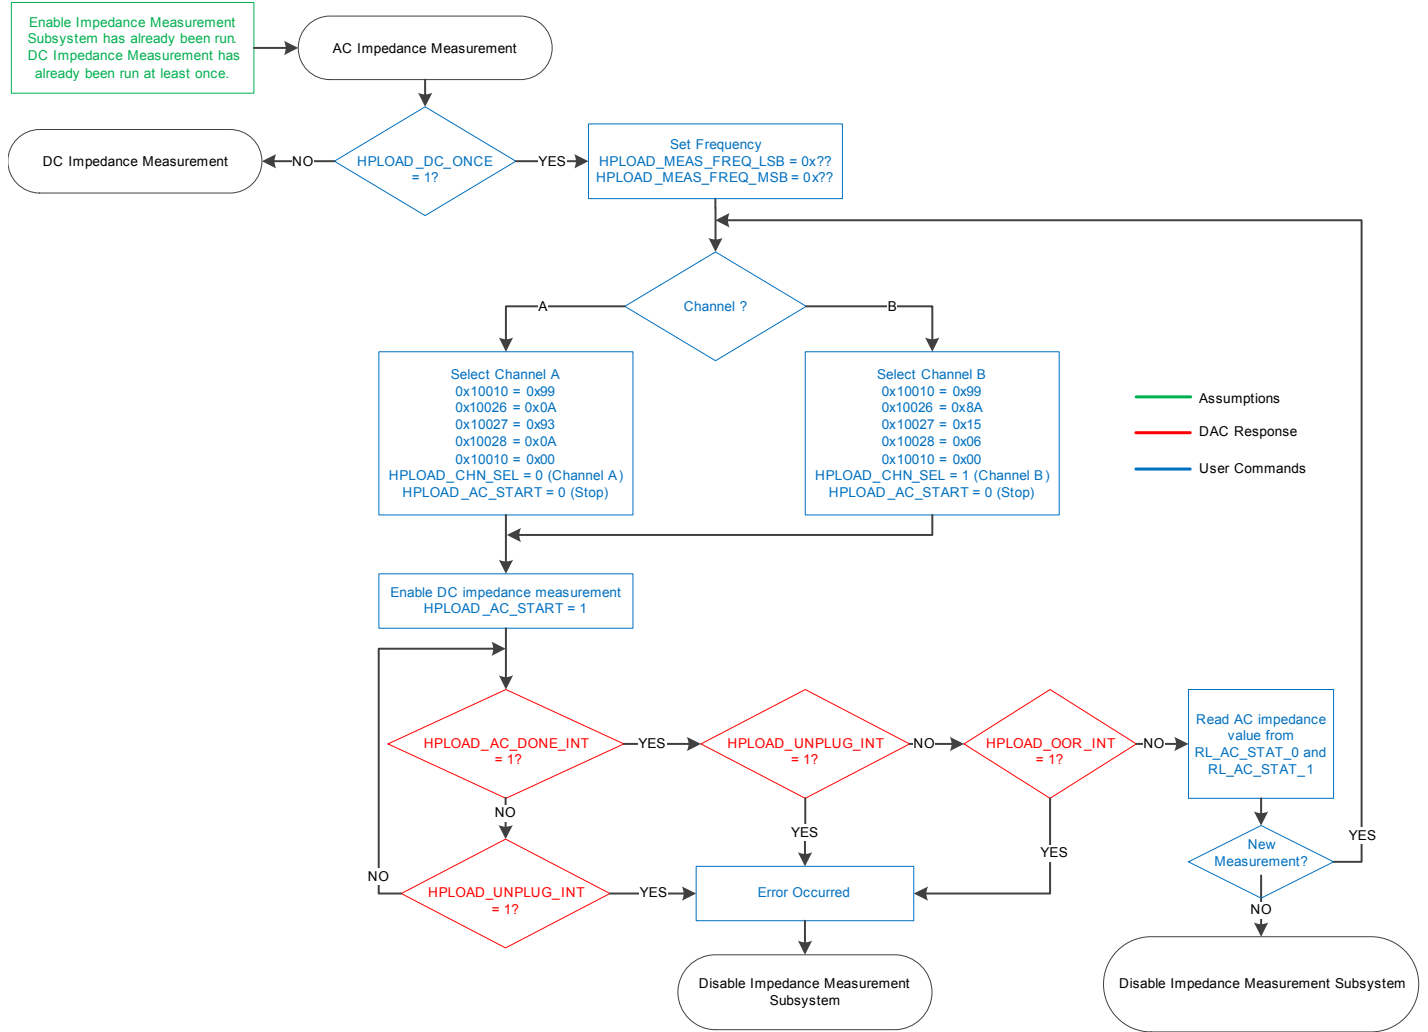 Enable Impedance Measurement
Subsystem has already been run.
DC Impedance Measurement has
already been run at least once.
AC Impedance Measurement
DC Impedance Measurement
NO
HPLOAD_DC_ONCE
= 1?
YES
Set Frequency
HPLOAD_MEAS_FREQ_LSB = 0x??
HPLOAD_MEAS_FREQ_MSB = 0x??
Channel ?
A
B
Select Channel A
0x10010 = 0x99
0x10026 = 0x0A
0x10027 = 0x93
0x10028 = 0x0A
0x10010 = 0x00
HPLOAD_CHN_SEL = 0 (Channel A)
HPLOAD_AC_START = 0 (Stop)
Select Channel B
0x10010 = 0x99
0x10026 = 0x8A
0x10027 = 0x15
0x10028 = 0x06
0x10010 = 0x00
HPLOAD_CHN_SEL = 1 (Channel B)
HPLOAD_AC_START = 0 (Stop)
Assumptions
DAC Response
User Commands
Enable DC impedance measurement
HPLOAD_AC_START = 1
HPLOAD_AC_DONE_INT
= 1?
YES
HPLOAD_UNPLUG_INT
= 1?
NO
HPLOAD_OOR_INT
= 1?
NO
Read AC impedance
value from
RL_AC_STAT_0 and
RL_AC_STAT_1
NO
YES
YES
YES
New
Measurement?
NO
HPLOAD_UNPLUG_INT
= 1?
YES
Error Occurred
NO
Disable Impedance Measurement
Subsystem
Disable Impedance Measurement Subsystem